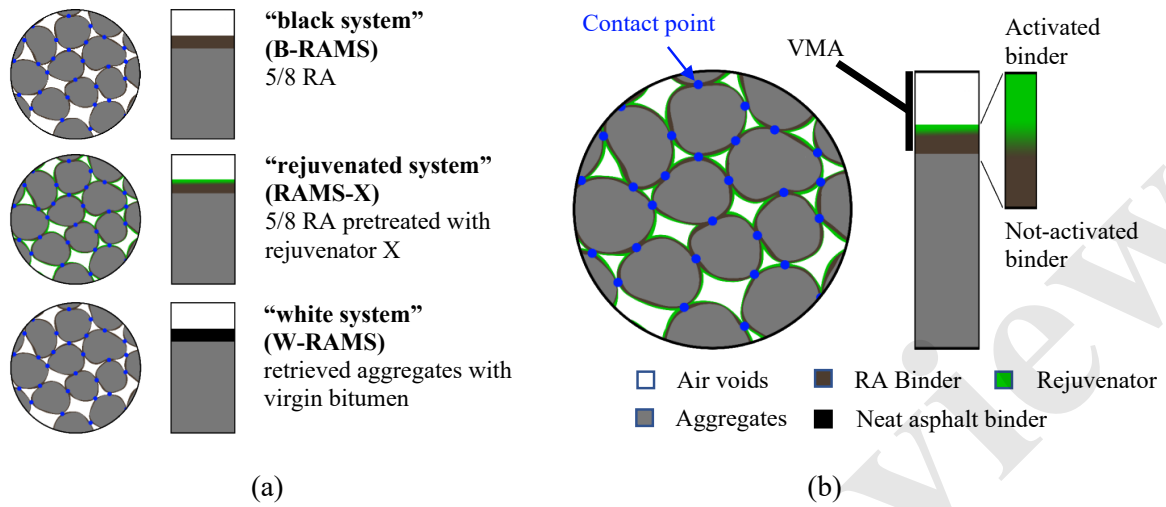 “black system”
(B-RAMS)
5/8 RA
“rejuvenated system”
(RAMS-X)
5/8 RA pretreated with
rejuvenator X
“white system”
(W-RAMS)
retrieved aggregates with
virgin bitumen
(a)
Contact point
VMA
Activated
binder
Not-activated
binder
Air voids
RA Binder
Rejuvenator
Aggregates
Neat asphalt binder
(b)
view